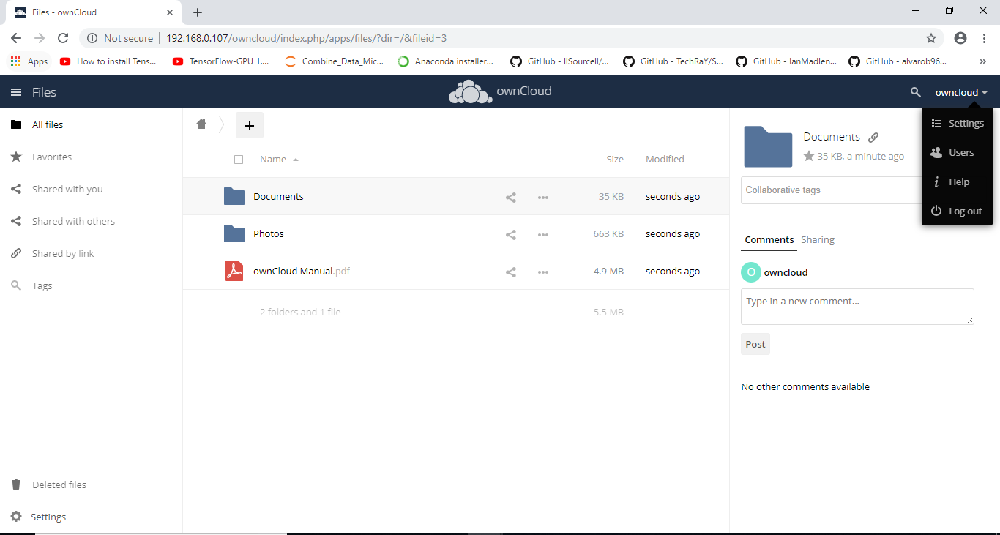 Files - ownCloud
Not secure 192.168.0.107/owncloud/index.php/apps/files/?dir=/&fileid=3
Apps How to install Tens... TensorFlow-GPU 1.... Combine_Data_Mic... Anaconda installer... GitHub - llSourcell/... GitHub - TechRaY/S... GitHub - IanMadlen... GitHub - alvarob96... »
Files ownCloud owncloud
All files
Favorites
Shared with you
Shared with others
Shared by link
Tags
Deleted files
Settings
+
Name Size Modified
Documents 35 KB seconds ago
Photos 663 KB seconds ago
ownCloud Manual.pdf 4.9 MB seconds ago
2 folders and 1 file 5.5 MB
Documents
35 KB, a minute ago
Collaborative tags
Settings
Users
Help
Log out
Comments Sharing
O owncloud
Type in a new comment...
Post
No other comments available